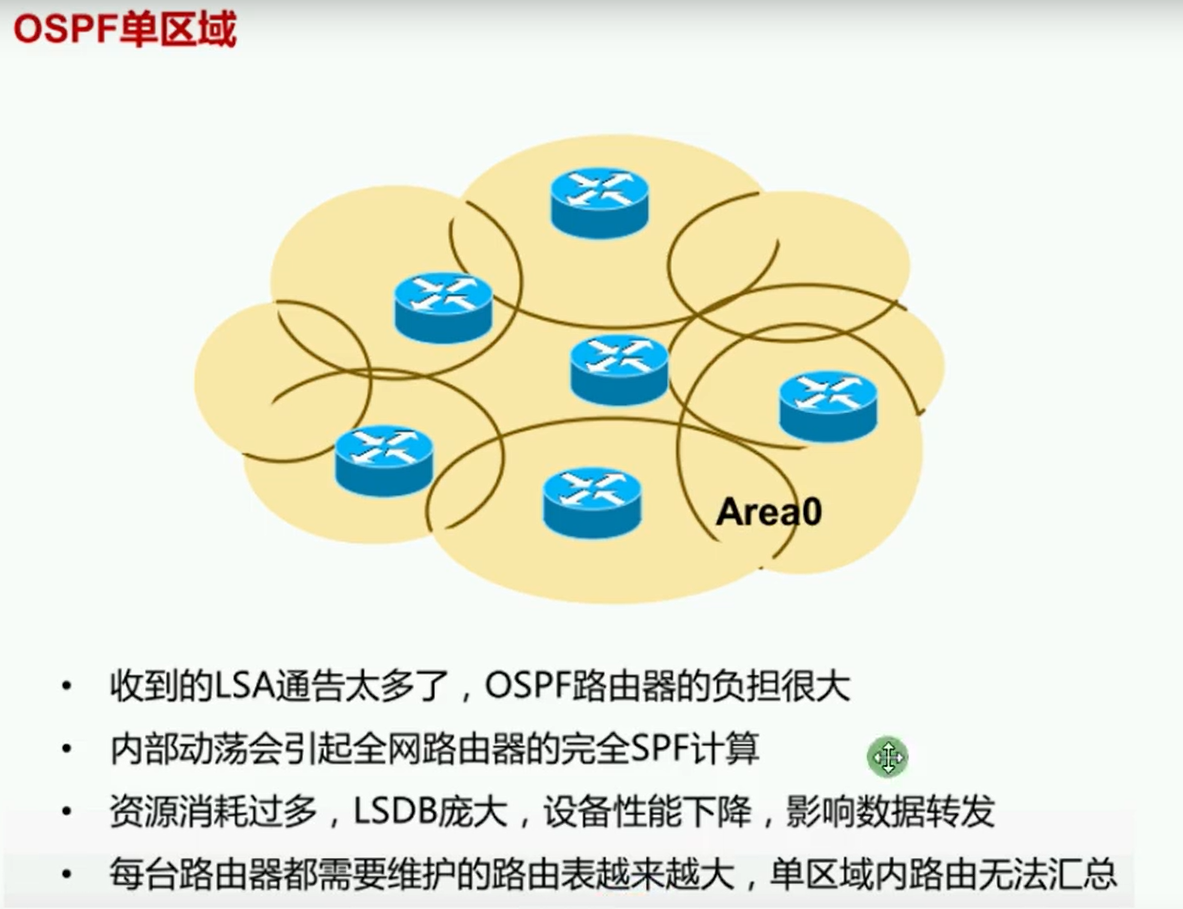 OSPF单区域
Area0
• 收到的LSA通告太多了，OSPF路由器的负担很大
• 内部动荡会引起全网路由器的完全SPF计算
• 资源消耗过多，LSDB庞大，设备性能下降，影响数据转发
• 每台路由器都需要维护的路由表越来越大，单区域内路由无法汇总